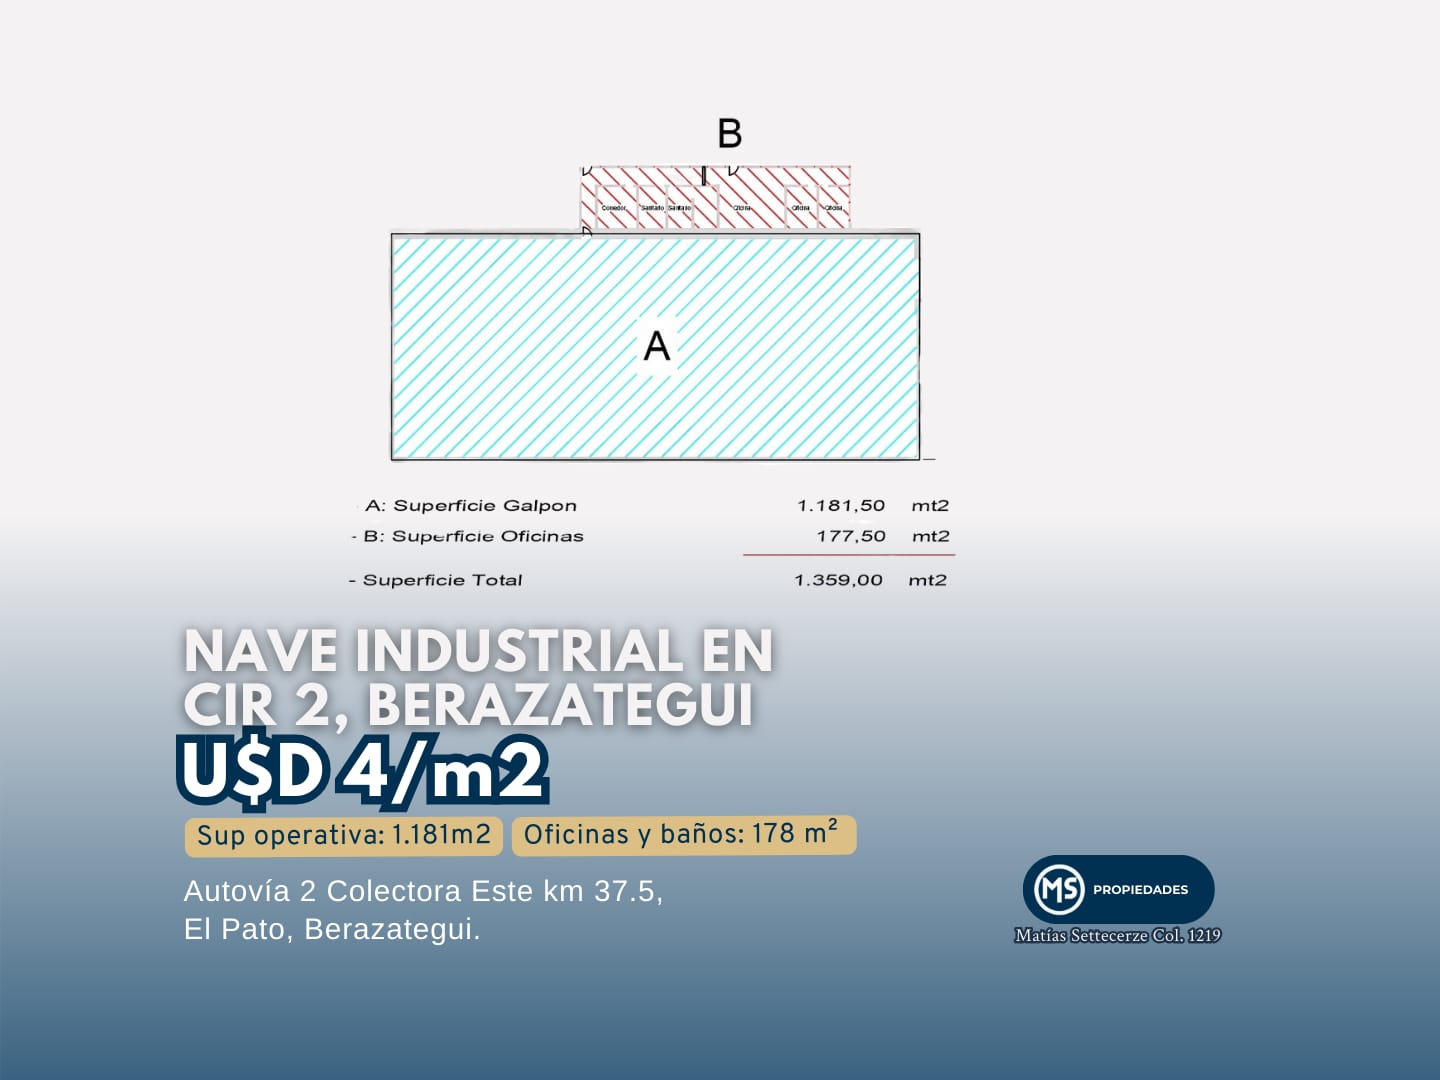 B
Comedor Sanitario Sanitario Oficina Oficina Oficina
A
A: Superficie Galpon 1.181,50 mt2
- B: Superficie Oficinas 177,50 mt2
- Superficie Total 1.359,00 mt2
NAVE INDUSTRIAL EN
CIR 2, BERAZATEGUI
U$D 4/m2
Sup operativa: 1.181m2 Oficinas y baños: 178 m²
Autovía 2 Colectora Este km 37.5,
El Pato, Berazategui.
MS PROPIEDADES
Matías Settecerze Col. 1219